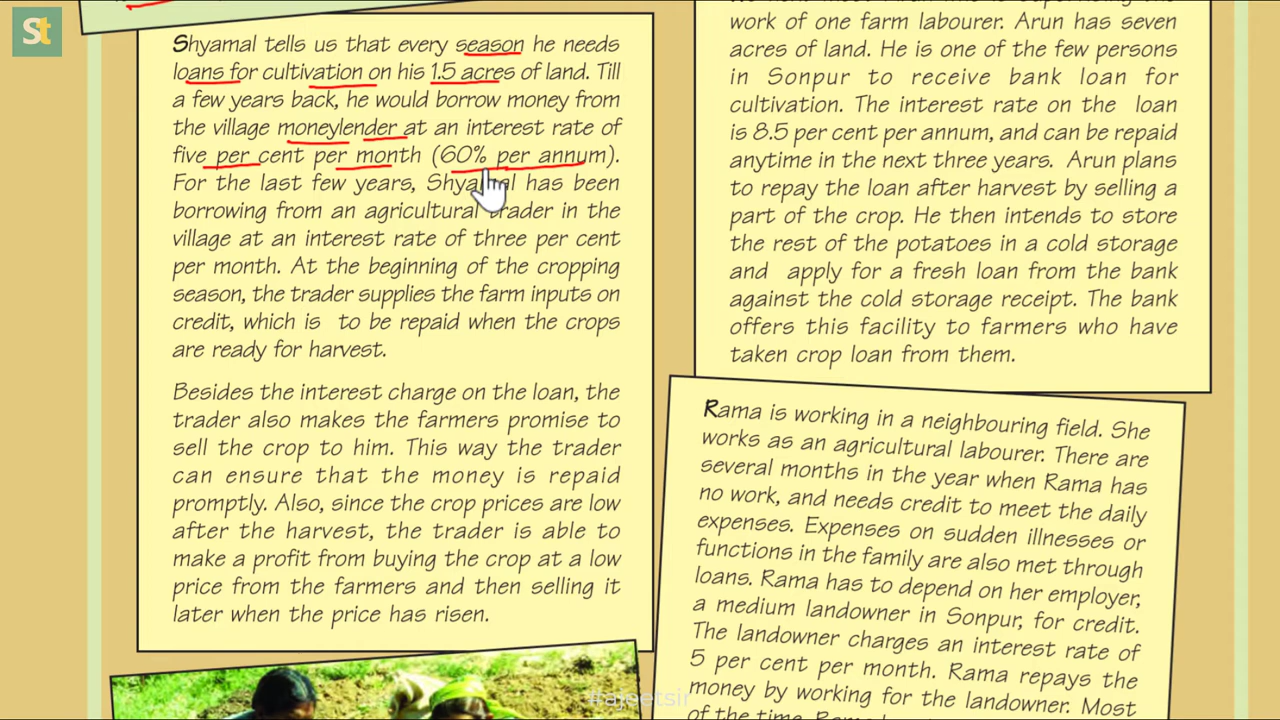 St
Shyamal tells us that every season he needs
loans for cultivation on his 1.5 acres of land. Till
a few years back, he would borrow money from
the village moneylender at an interest rate of
five per cent per month (60% per annum).
For the last few years, Shyamal has been
borrowing from an agricultural trader in the
village at an interest rate of three per cent
per month. At the beginning of the cropping
season, the trader supplies the farm inputs on
credit, which is to be repaid when the crops
are ready for harvest.
Besides the interest charge on the loan, the
trader also makes the farmers promise to
sell the crop to him. This way the trader
can ensure that the money is repaid
promptly. Also, since the crop prices are low
after the harvest, the trader is able to
make a profit from buying the crop at a low
price from the farmers and then selling it
later when the price has risen.
work of one farm labourer. Arun has seven
acres of land. He is one of the few persons
in Sonpur to receive bank loan for
cultivation. The interest rate on the loan
is 8.5 per cent per annum, and can be repaid
anytime in the next three years. Arun plans
to repay the loan after harvest by selling a
part of the crop. He then intends to store
the rest of the potatoes in a cold storage
and apply for a fresh loan from the bank
against the cold storage receipt. The bank
offers this facility to farmers who have
taken crop loan from them.
Rama is working in a neighbouring field. She
works as an agricultural labourer. There are
several months in the year when Rama has
no work, and needs credit to meet the daily
expenses. Expenses on sudden illnesses or
functions in the family are also met through
loans. Rama has to depend on her employer,
a medium landowner in Sonpur, for credit.
The landowner charges an interest rate of
5 per cent per month. Rama repays the
money by working for the landowner. Most
of the time, Rama
#ajeetsir